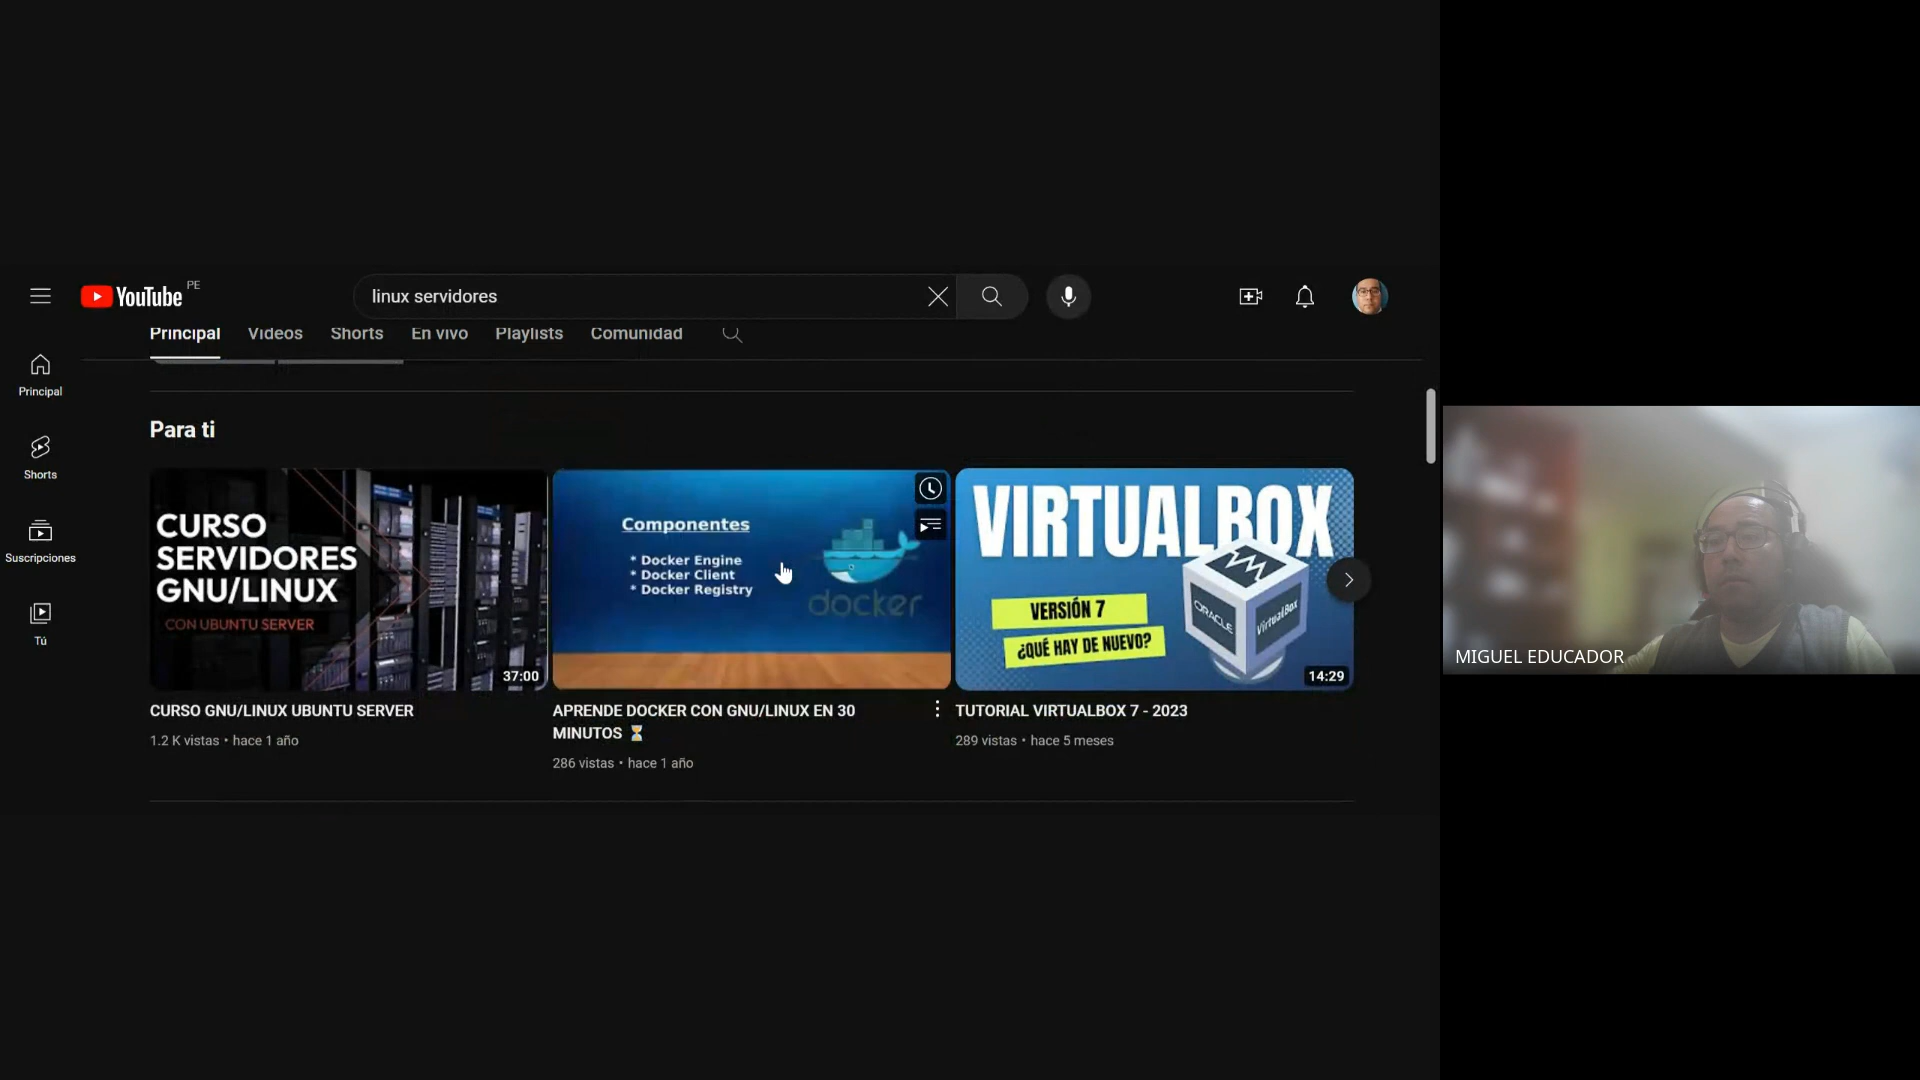 YouTube PE
linux servidores
Principal Videos Shorts En vivo Playlists Comunidad
Principal
Shorts
Suscripciones
Tú
Para ti
CURSO
SERVIDORES
GNU/LINUX
CON UBUNTU SERVER
37:00
CURSO GNU/LINUX UBUNTU SERVER
1.2 K vistas • hace 1 año
Componentes
* Docker Engine
* Docker Client
* Docker Registry
docker
APRENDE DOCKER CON GNU/LINUX EN 30
MINUTOS ⏳
286 vistas • hace 1 año
VIRTUALBOX
VERSIÓN 7
¿QUÉ HAY DE NUEVO?
ORACLE
VirtualBox
14:29
TUTORIAL VIRTUALBOX 7 - 2023
289 vistas • hace 5 meses
MIGUEL EDUCADOR